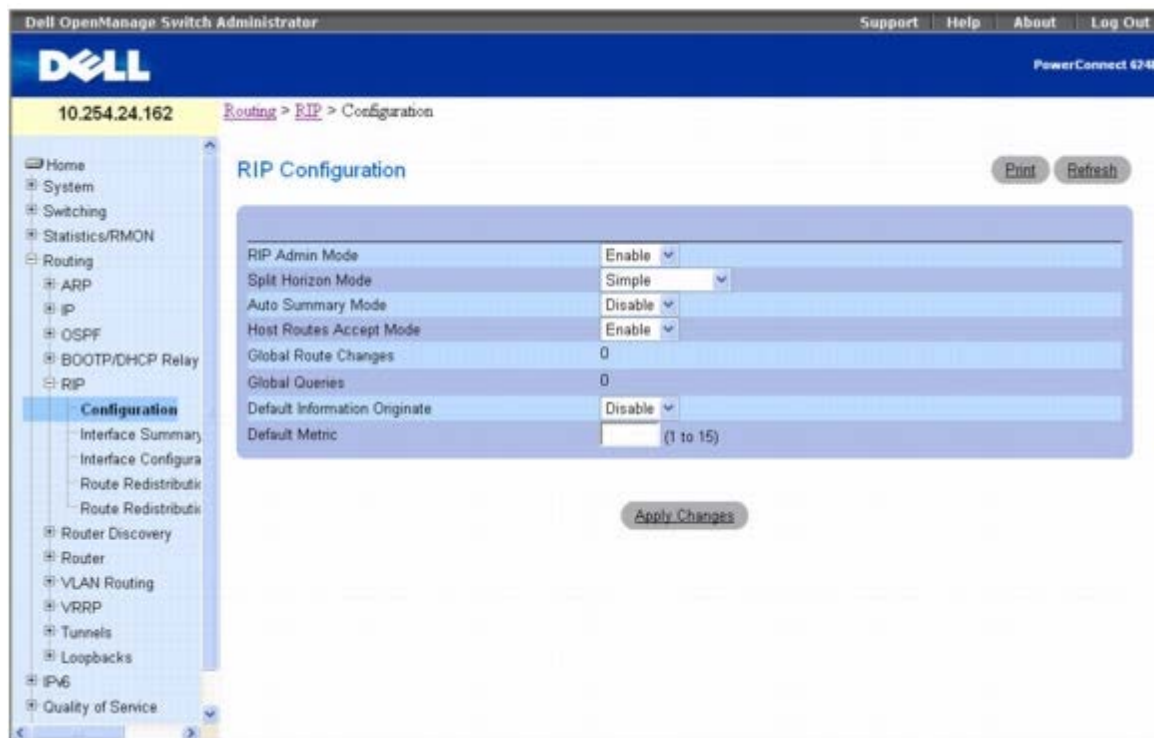 Dell OpenManage Switch Administrator
Support Help About Log Out
DELL
PowerConnect 624
10.254.24.162
Routing > RIP > Configuration
Home
System
Switching
Statistics/RMON
Routing
ARP
IP
OSPF
BOOTP/DHCP Relay
RIP
Configuration
Interface Summary
Interface Configura
Route Redistributi
Route Redistributi
Router Discovery
Router
VLAN Routing
VRRP
Tunnels
Loopbacks
IPv6
Quality of Service
RIP Configuration
Print Refresh
RIP Admin Mode Enable
Split Horizon Mode Simple
Auto Summary Mode Disable
Host Routes Accept Mode Enable
Global Route Changes 0
Global Queries 0
Default Information Originate Disable
Default Metric (1 to 15)
Apply Changes